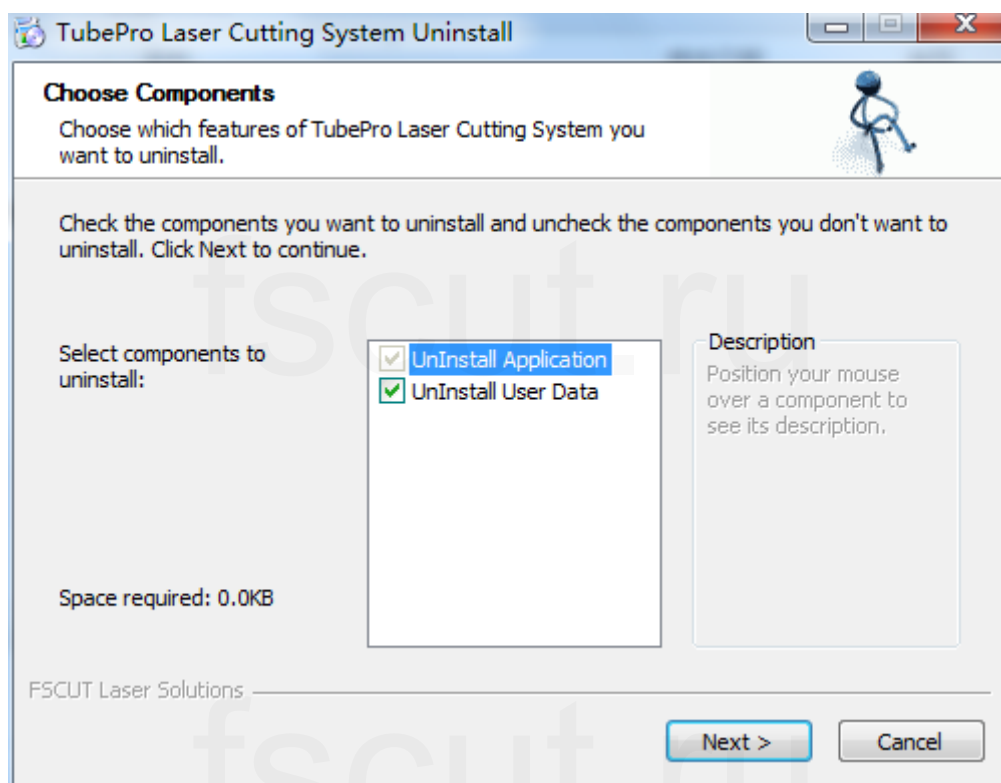 TubePro Laser Cutting System Uninstall
Choose Components
Choose which features of TubePro Laser Cutting System you
want to uninstall.
Check the components you want to uninstall and uncheck the components you don't want to
uninstall. Click Next to continue.
fscut.ru
Select components to
uninstall:
UnInstall Application
UnInstall User Data
Description
Position your mouse
over a component to
see its description.
Space required: 0.0KB
FSCUT Laser Solutions
Next >
Cancel
fscut.ru